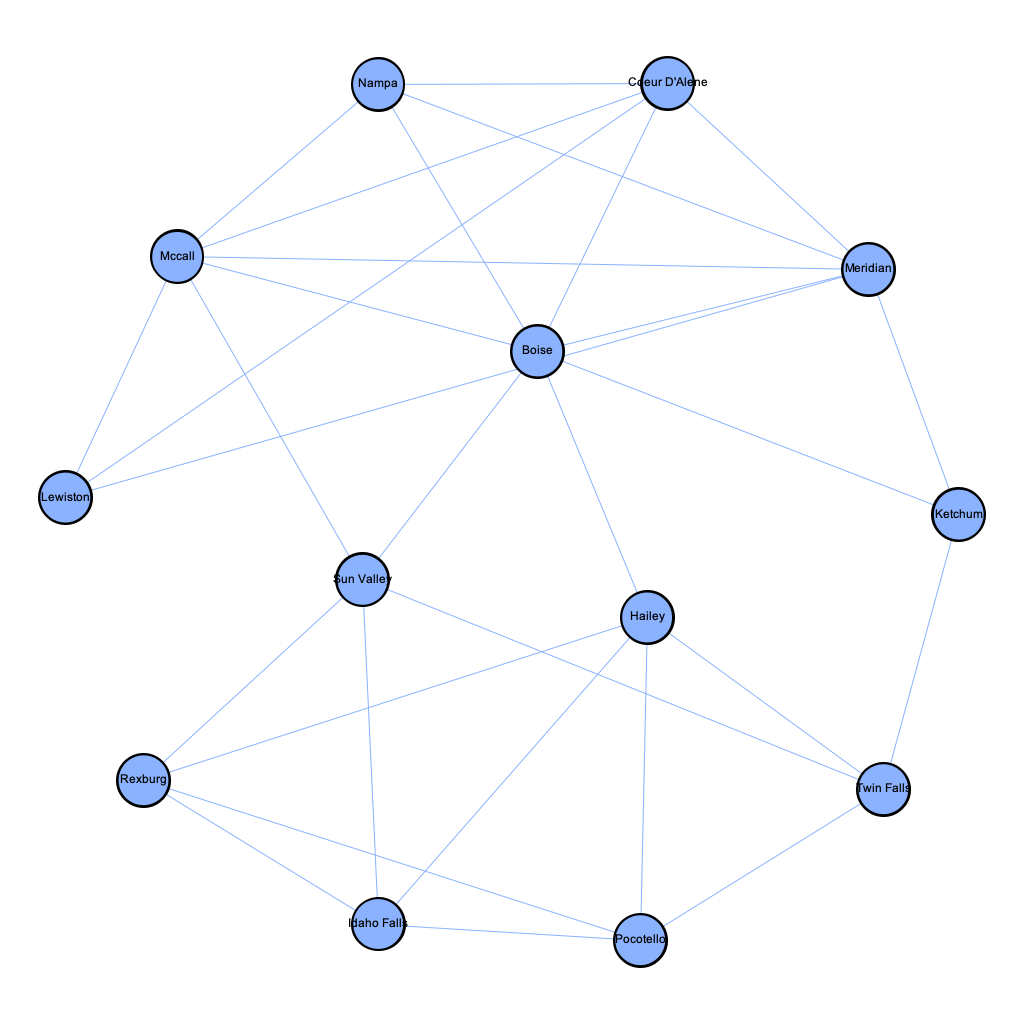 Nampa
Coeur D'Alene
Mccall
Meridian
Boise
Lewiston
Ketchum
Sun Valley
Hailey
Rexburg
Twin Falls
Idaho Falls
Pocotello